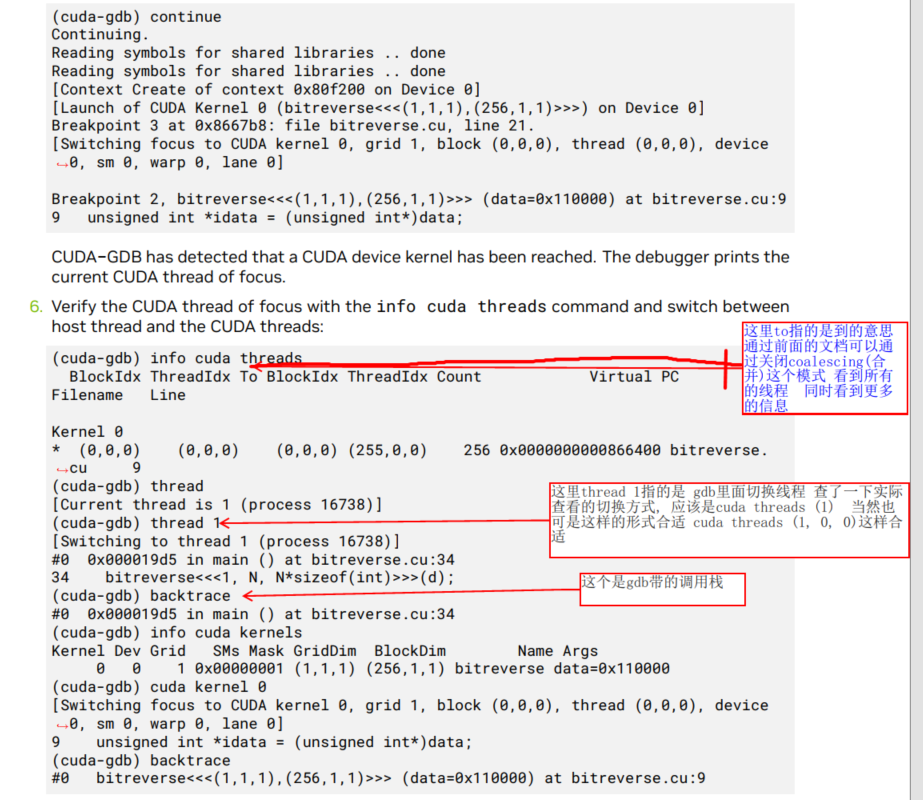 (cuda-gdb) continue
Continuing.
Reading symbols for shared libraries .. done
Reading symbols for shared libraries .. done
[Context Create of context 0x80f200 on Device 0]
[Launch of CUDA Kernel 0 (bitreverse<<<(1,1,1),(256,1,1)>>>) on Device 0]
Breakpoint 3 at 0x8667b8: file bitreverse.cu, line 21.
[Switching focus to CUDA kernel 0, grid 1, block (0,0,0), thread (0,0,0), device
↪0, sm 0, warp 0, lane 0]
Breakpoint 2, bitreverse<<<(1,1,1),(256,1,1)>>> (data=0x110000) at bitreverse.cu:9
9 unsigned int *idata = (unsigned int*)data;
CUDA-GDB has detected that a CUDA device kernel has been reached. The debugger prints the
current CUDA thread of focus.
6. Verify the CUDA thread of focus with the info cuda threads command and switch between
host thread and the CUDA threads:
这里to指的是到的意思
通过前面的文档可以通
过关闭coalescing(合
并)这个模式 看到所有
的线程 同时看到更多
的信息
(cuda-gdb) info cuda threads
BlockIdx ThreadIdx To BlockIdx ThreadIdx Count Virtual PC
Filename Line
Kernel 0
* (0,0,0) (0,0,0) (0,0,0) (255,0,0) 256 0x0000000000866400 bitreverse.
↪cu 9
(cuda-gdb) thread
[Current thread is 1 (process 16738)]
(cuda-gdb) thread 1
这里thread 1指的是 gdb里面切换线程 查了一下实际
查看的切换方式, 应该是cuda threads (1) 当然也
可是这样的形式合适 cuda threads (1, 0, 0)这样合
适
[Switching to thread 1 (process 16738)]
#0 0x000019d5 in main () at bitreverse.cu:34
34 bitreverse<<<1, N, N*sizeof(int)>>>(d);
(cuda-gdb) backtrace
这个是gdb带的调用栈
#0 0x000019d5 in main () at bitreverse.cu:34
(cuda-gdb) info cuda kernels
Kernel Dev Grid SMs Mask GridDim BlockDim Name Args
0 0 1 0x00000001 (1,1,1) (256,1,1) bitreverse data=0x110000
(cuda-gdb) cuda kernel 0
[Switching focus to CUDA kernel 0, grid 1, block (0,0,0), thread (0,0,0), device
↪0, sm 0, warp 0, lane 0]
9 unsigned int *idata = (unsigned int*)data;
(cuda-gdb) backtrace
#0 bitreverse<<<(1,1,1),(256,1,1)>>> (data=0x110000) at bitreverse.cu:9